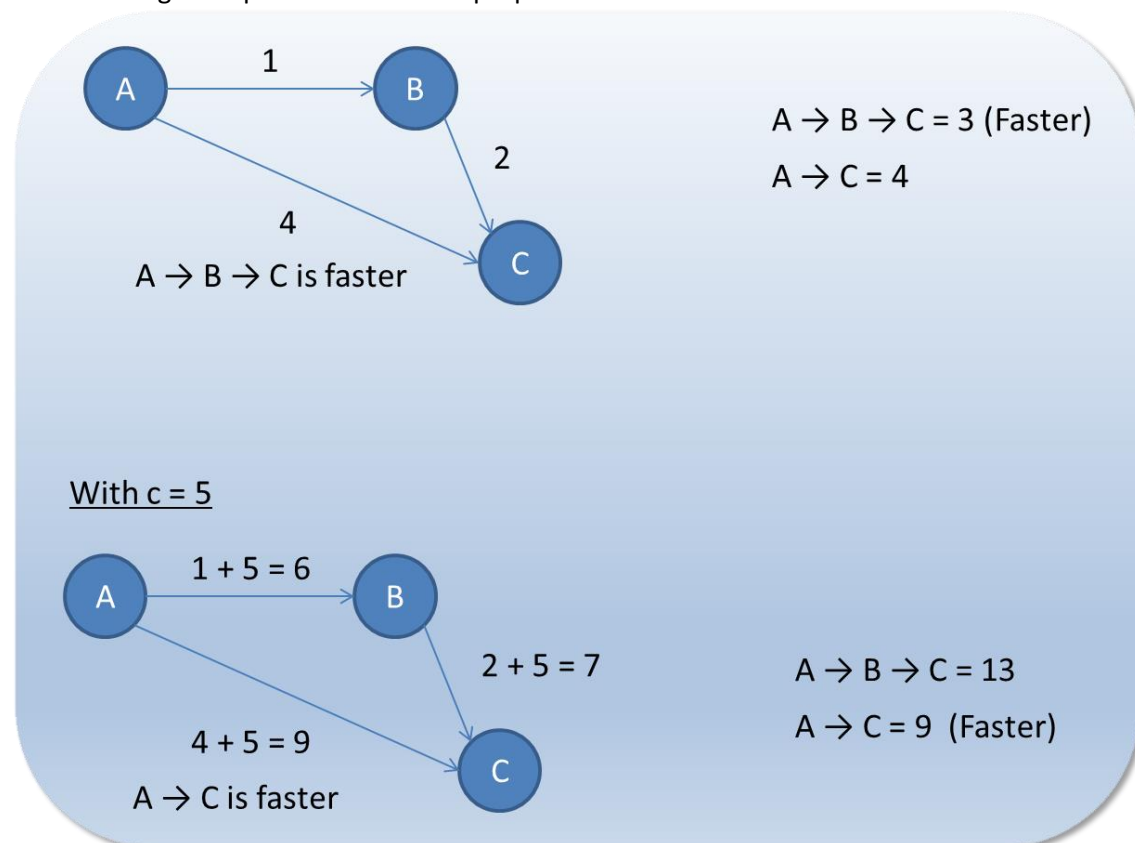 1
A
B
A → B → C = 3 (Faster)
2
A → C = 4
4
C
A → B → C is faster
With c = 5
1 + 5 = 6
A
B
2 + 5 = 7
A → B → C = 13
4 + 5 = 9
A → C = 9 (Faster)
C
A → C is faster